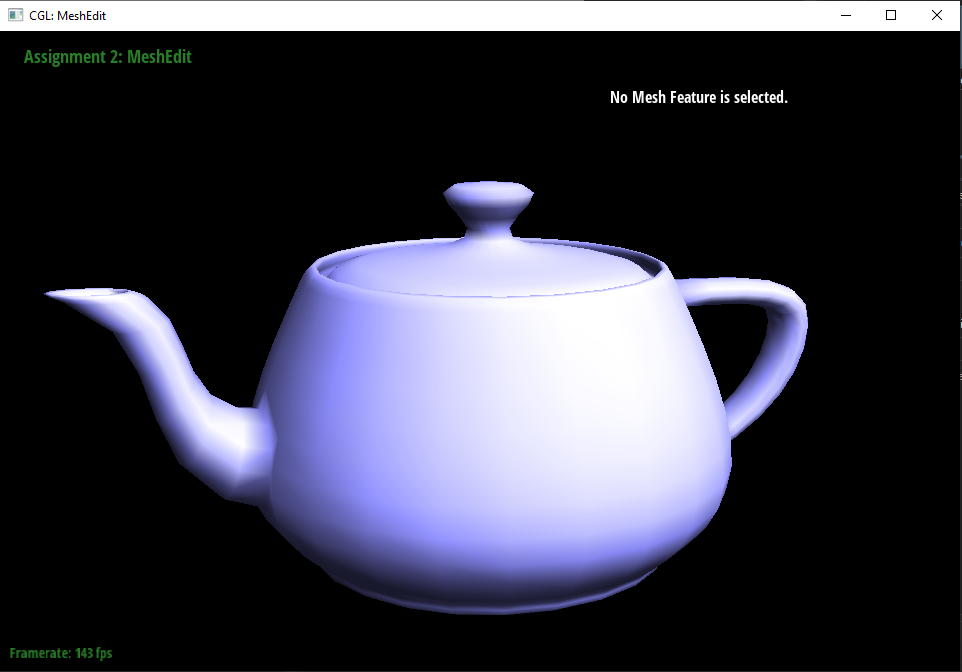 CGL: MeshEdit
Assignment 2: MeshEdit
No Mesh Feature is selected.
Framerate: 143 fps